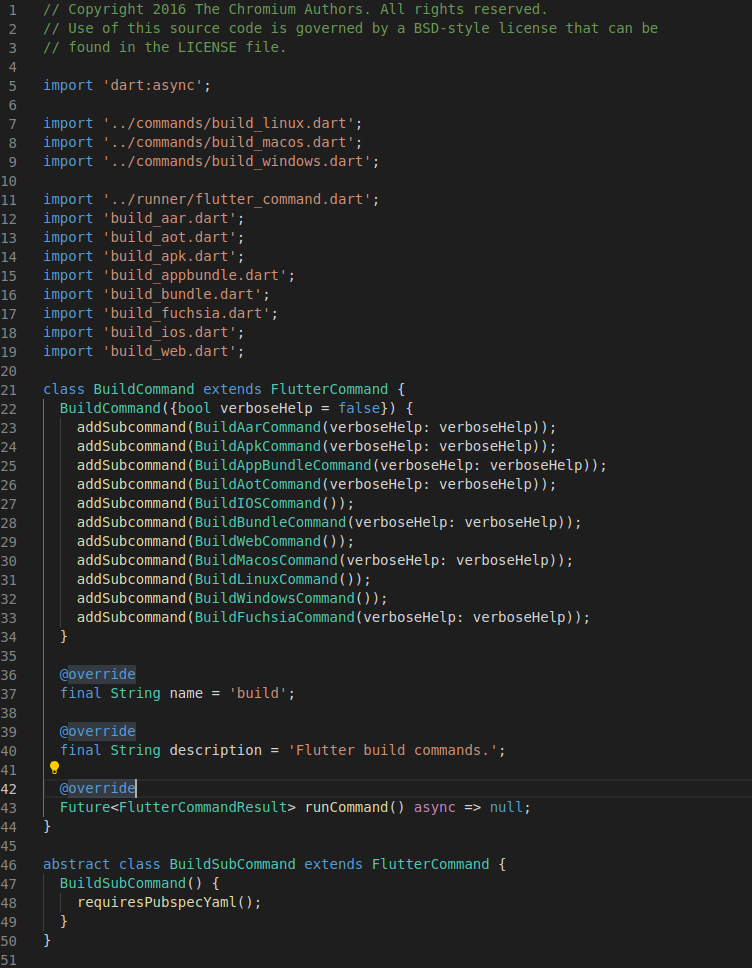 1 // Copyright 2016 The Chromium Authors. All rights reserved.
2 // Use of this source code is governed by a BSD-style license that can be
3 // found in the LICENSE file.
4
5 import 'dart:async';
6
7 import '../commands/build_linux.dart';
8 import '../commands/build_macos.dart';
9 import '../commands/build_windows.dart';
10
11 import '../runner/flutter_command.dart';
12 import 'build_aar.dart';
13 import 'build_aot.dart';
14 import 'build_apk.dart';
15 import 'build_appbundle.dart';
16 import 'build_bundle.dart';
17 import 'build_fuchsia.dart';
18 import 'build_ios.dart';
19 import 'build_web.dart';
20
21 class BuildCommand extends FlutterCommand {
22   BuildCommand({bool verboseHelp = false}) {
23     addSubcommand(BuildAarCommand(verboseHelp: verboseHelp));
24     addSubcommand(BuildApkCommand(verboseHelp: verboseHelp));
25     addSubcommand(BuildAppBundleCommand(verboseHelp: verboseHelp));
26     addSubcommand(BuildAotCommand(verboseHelp: verboseHelp));
27     addSubcommand(BuildIOSCommand());
28     addSubcommand(BuildBundleCommand(verboseHelp: verboseHelp));
29     addSubcommand(BuildWebCommand());
30     addSubcommand(BuildMacosCommand(verboseHelp: verboseHelp));
31     addSubcommand(BuildLinuxCommand());
32     addSubcommand(BuildWindowsCommand());
33     addSubcommand(BuildFuchsiaCommand(verboseHelp: verboseHelp));
34   }
35
36   @override
37   final String name = 'build';
38
39   @override
40   final String description = 'Flutter build commands.';
41
42   @override
43   Future<FlutterCommandResult> runCommand() async => null;
44 }
45
46 abstract class BuildSubCommand extends FlutterCommand {
47   BuildSubCommand() {
48     requiresPubspecYaml();
49   }
50 }
51